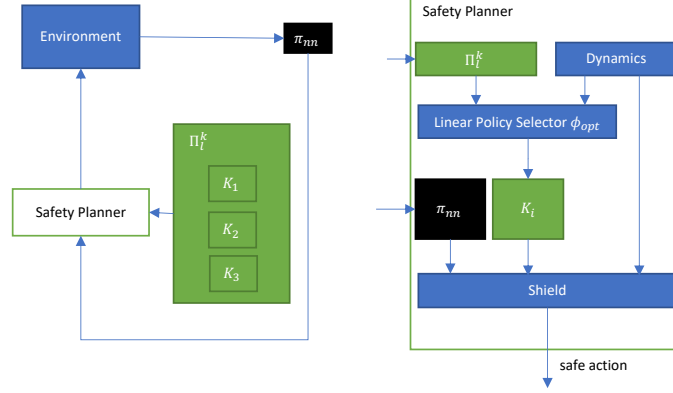 Environment
π_nn
Π_l^k
K_1
K_2
K_3
Safety Planner
Safety Planner
Π_l^k
Dynamics
Linear Policy Selector ϕ_opt
π_nn
K_i
Shield
safe action